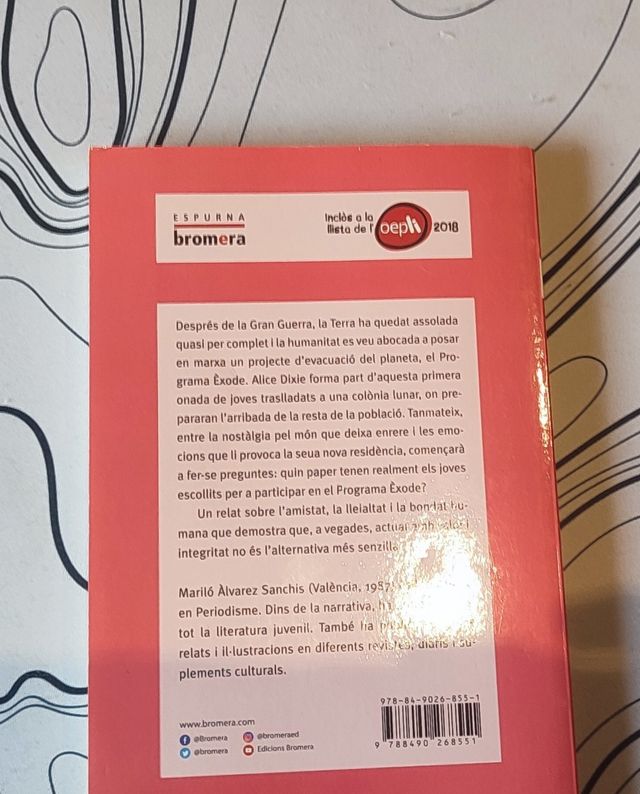 ESPURNA
bromera
Inclòs a la
llista de l'
oepli
2018
Després de la Gran Guerra, la Terra ha quedat assolada
quasi per complet i la humanitat es veu abocada a posar
en marxa un projecte d'evacuació del planeta, el Pro-
grama Èxode. Alice Dixie forma part d'aquesta primera
onada de joves traslladats a una colònia lunar, on pre-
pararan l'arribada de la resta de la població. Tanmateix,
entre la nostàlgia pel món que deixa enrere i les emo-
cions que li provoca la seua nova residència, començarà
a fer-se preguntes: quin paper tenen realment els joves
escollits per a participar en el Programa Èxode?
Un relat sobre l'amistat, la lleialtat i la bondat hu-
mana que demostra que, a vegades, actuar amb valor i
integritat no és l'alternativa més senzilla
Mariló Àlvarez Sanchis (València, 1987)
en Periodisme. Dins de la narrativa,
tot la literatura juvenil. També ha
relats i il·lustracions en diferents revistes, diaris i su-
plements culturals.
978-84-9026-855-1
9 788490 268551
www.bromera.com
@Bromera
@bromeraed
@bromera
Edicions Bromera